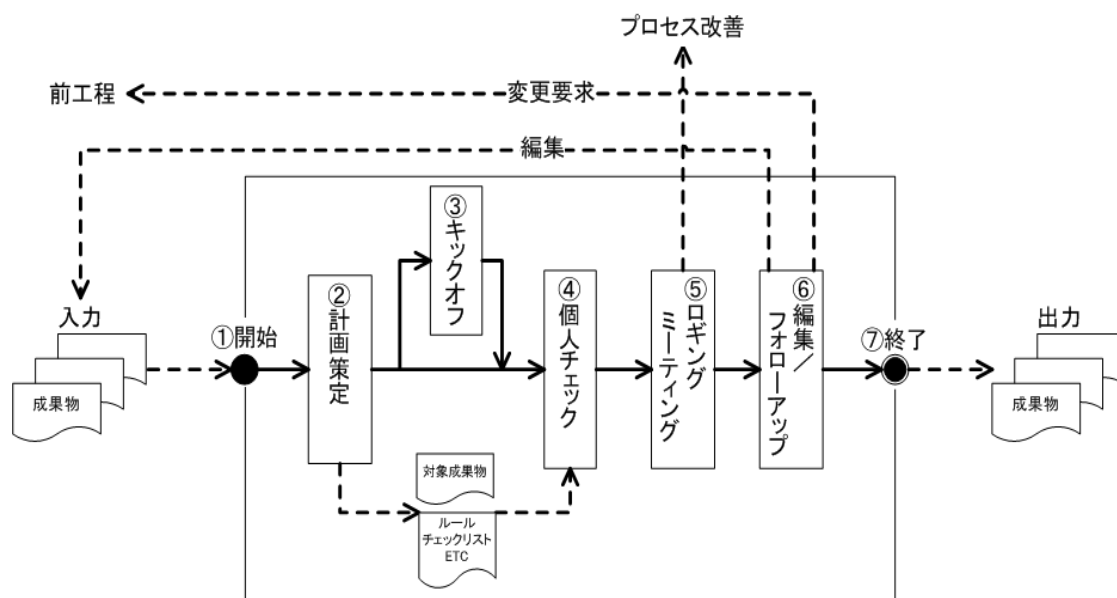 プロセス改善
前工程
変更要求
編集
③キックオフ
入力
成果物
①開始
②計画策定
④個人チェック
⑤ロギング
ミーティング
⑥編集／
フォローアップ
⑦終了
出力
成果物
対象成果物
ルール
チェックリスト
ETC